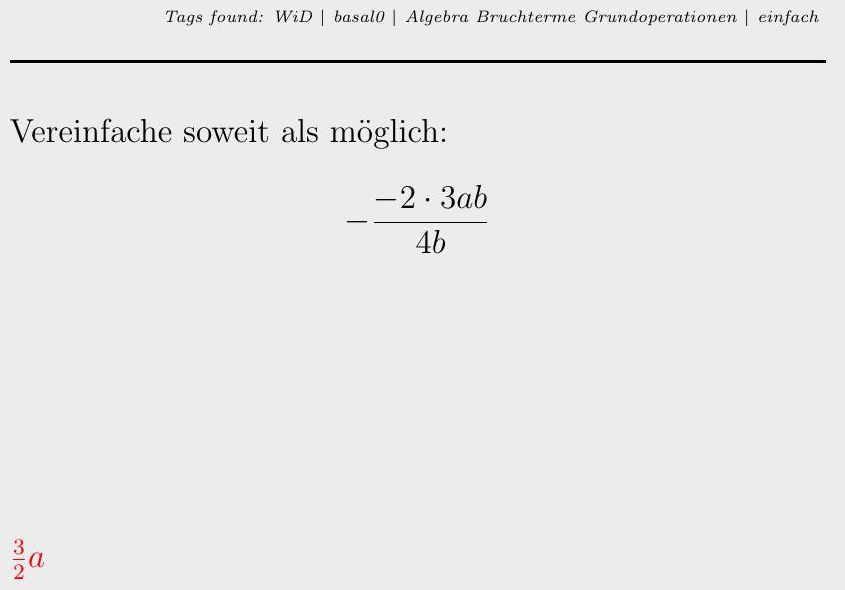 Tags found: WiD | basal0 | Algebra Bruchterme Grundoperationen | einfach
Vereinfache soweit als möglich:
$-\frac{-2 \cdot 3ab}{4b}$
$\frac{3}{2}a$